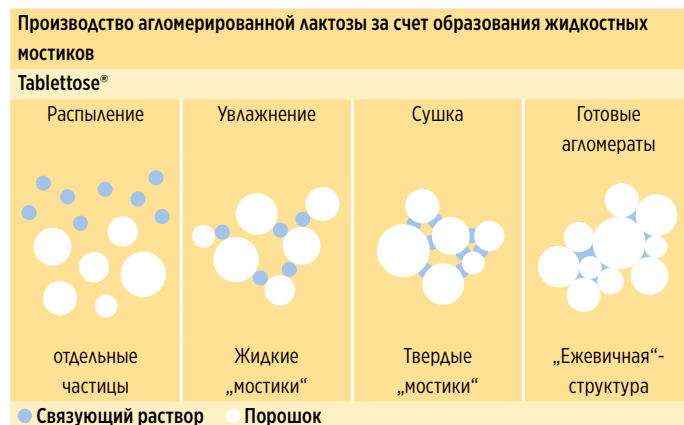 Производство агломерированной лактозы за счет образования жидкостных
мостиков
Tablettose®
Распыление
Увлажнение
Сушка
Готовые
агломераты
отдельные
частицы
Жидкие
„мостики“
Твердые
„мостики“
„Ежевичная“-
структура
Связующий раствор
Порошок